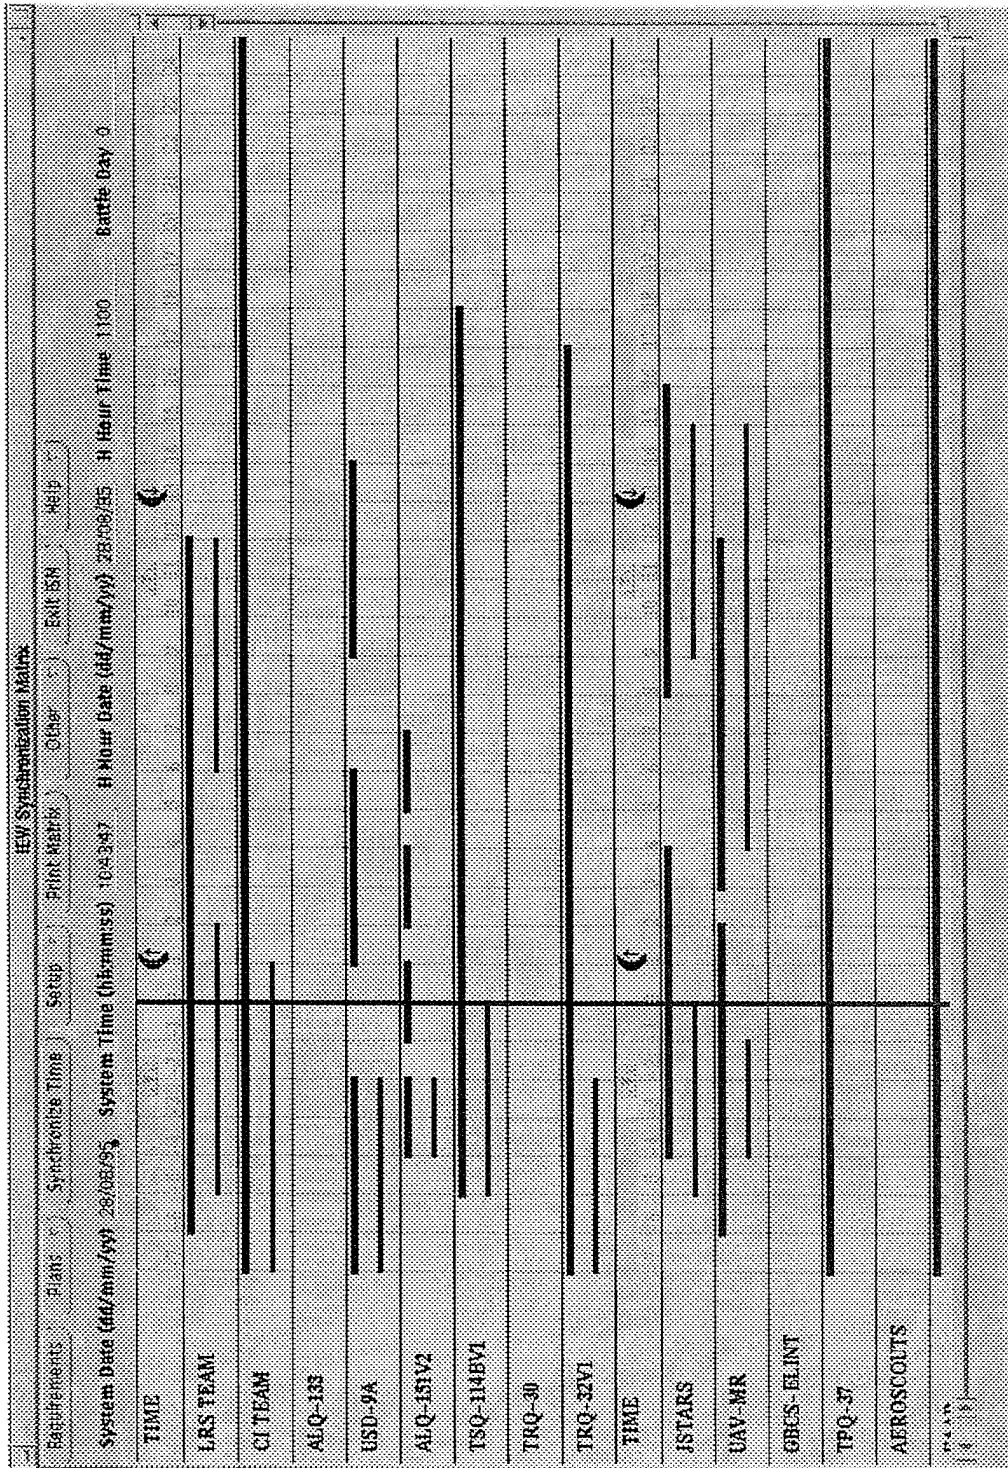 IEW Synchronization Matrix
Requirements Plans Synchronize Time Setup Print Matrix Other Exit ISM Help
System Date (dd/mm/yy) 28/08/95 System Time (hh:mm:ss) 104347 H Hour Date (dd/mm/yy) 28/08/95 H Hour Time 1100 Battle Day 0
TIME
LRS TEAM
CI TEAM
ALQ-133
USD-9A
ALQ-151V2
TSQ-114BV1
TRQ-30
TRQ-32V1
TIME
JSTARS
UAV-MR
GBCS ELINT
TPQ-37
AEROSCOUTS